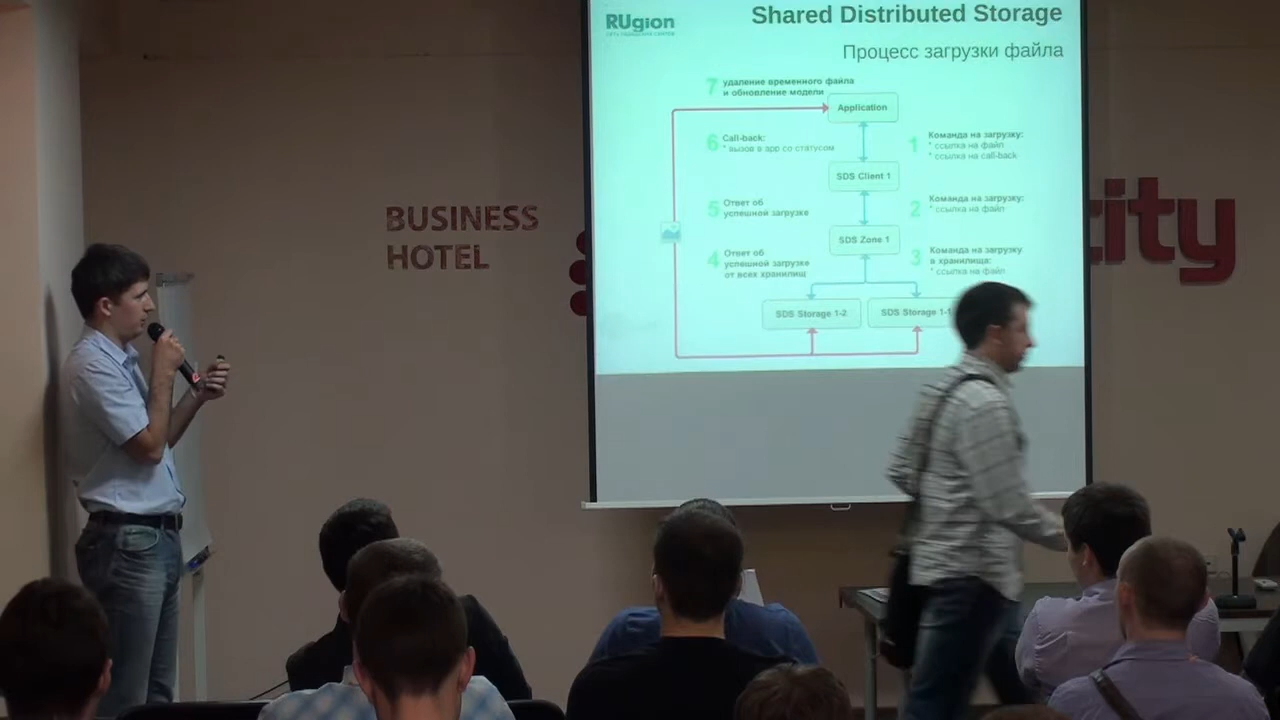 RUgion
сеть городских сайтов
Shared Distributed Storage
Процесс загрузки файла
7 удаление временного файла
и обновление модели
Application
6 Call-back:
* вызов в app со статусом
1 Команда на загрузку:
* ссылка на файл
* ссылка на call-back
SDS Client 1
5 Ответ об
успешной загрузке
2 Команда на загрузку:
* ссылка на файл
SDS Zone 1
4 Ответ об
успешной загрузке
от всех хранилищ
3 Команда на загрузку
в хранилища:
* ссылка на файл
SDS Storage 1-2
SDS Storage 1-1
BUSINESS
HOTEL
city